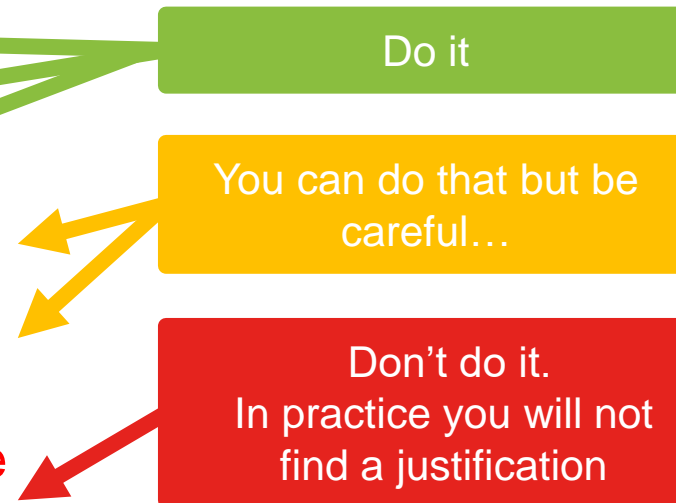 Do it
You can do that but be
careful…
Don’t do it.
In practice you will not
find a justification